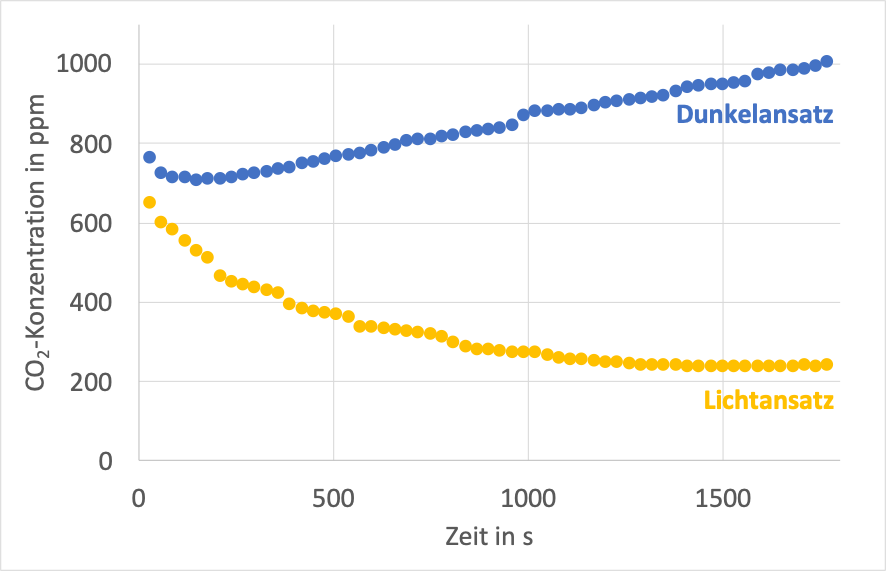 1000
800
600
400
200
0
CO₂-Konzentration in ppm
Dunkelansatz
Lichtansatz
0 500 1000 1500
Zeit in s